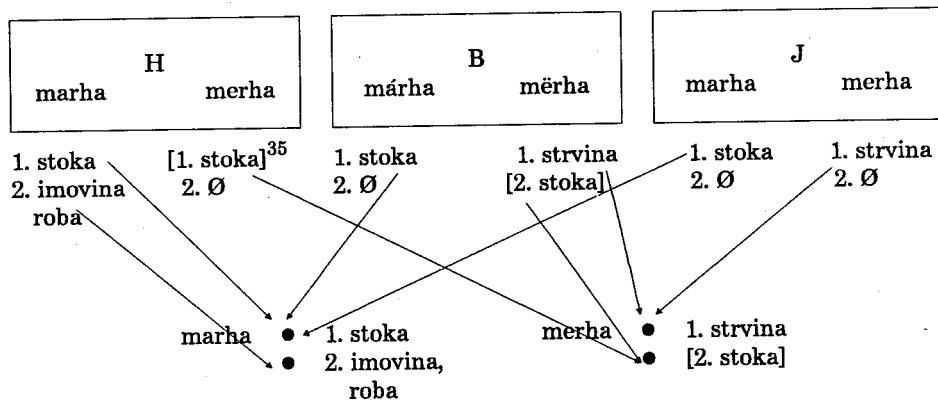 H
marha merha
B
márha mërha
J
marha merha
1. stoka
2. imovina
roba
[1. stoka]35
2. Ø
1. stoka
2. Ø
1. strvina
[2. stoka]
1. stoka
2. Ø
1. strvina
2. Ø
marha
1. stoka
2. imovina,
roba
merha
1. strvina
[2. stoka]